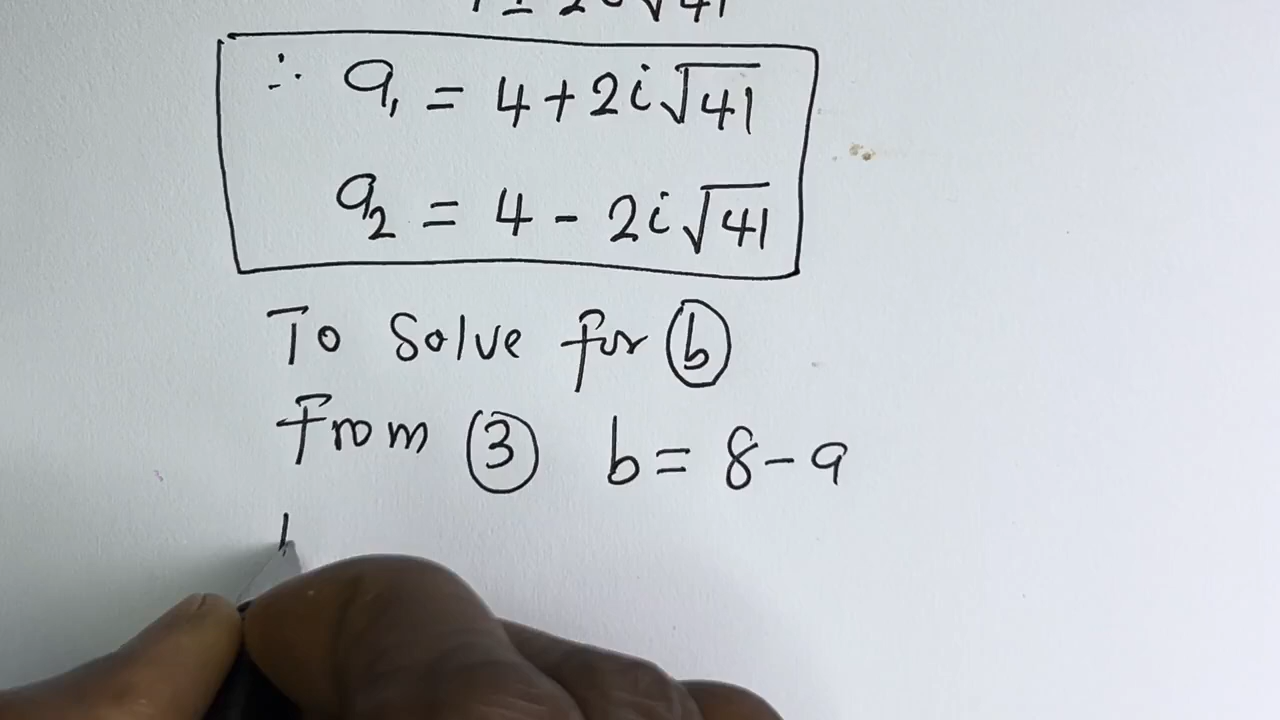 ∴ a₁ = 4 + 2i√41
a₂ = 4 - 2i√41
To Solve for b
From 3 b = 8 - a